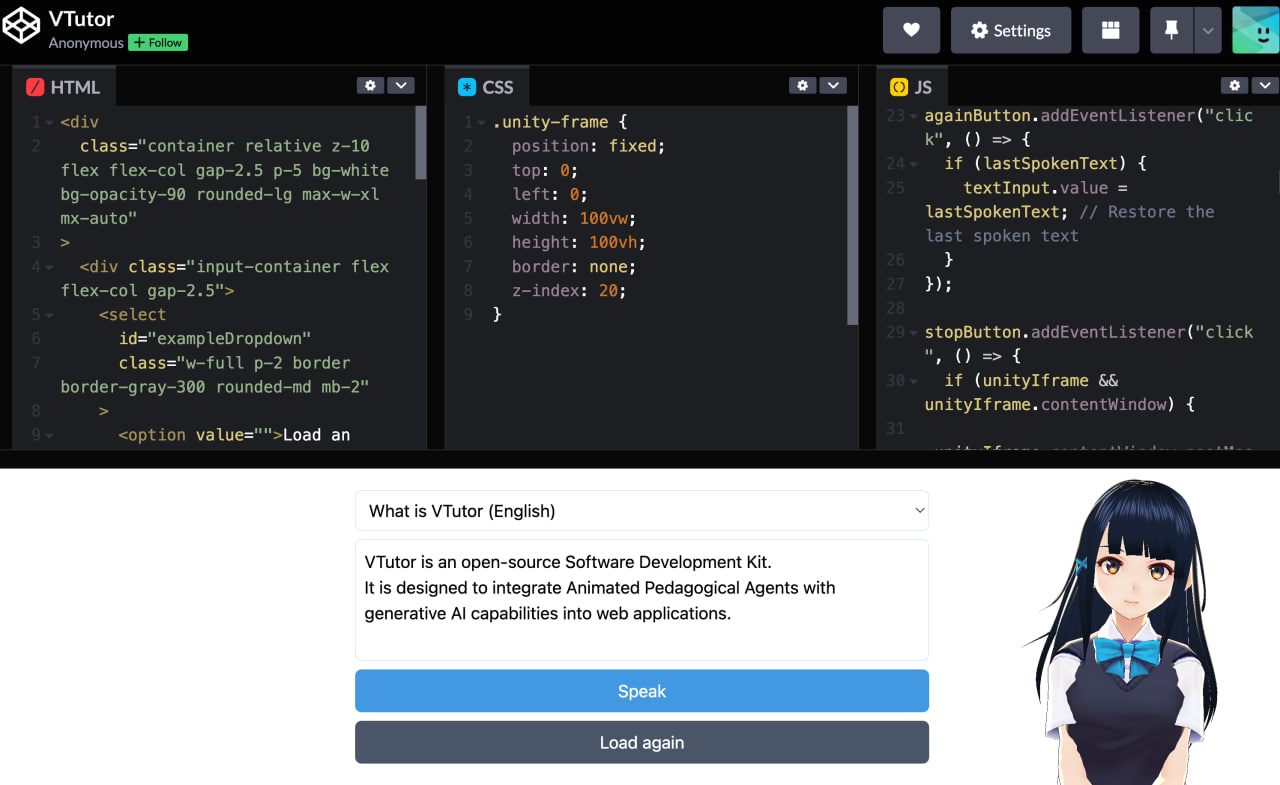 VTutor
Anonymous + Follow
Settings
HTML
1 <div
2 class="container relative z-10
flex flex-col gap-2.5 p-5 bg-white
bg-opacity-90 rounded-lg max-w-xl
mx-auto"
3 >
4 <div class="input-container flex
flex-col gap-2.5">
5 <select
6 id="exampleDropdown"
7 class="w-full p-2 border
border-gray-300 rounded-md mb-2"
8 >
9 <option value="">Load an
CSS
1 .unity-frame {
2 position: fixed;
3 top: 0;
4 left: 0;
5 width: 100vw;
6 height: 100vh;
7 border: none;
8 z-index: 20;
9 }
JS
23 againButton.addEventListener("clic
k", () => {
24 if (lastSpokenText) {
25 textInput.value =
lastSpokenText; // Restore the
last spoken text
26 }
27 });
28
29 stopButton.addEventListener("click
", () => {
30 if (unityIframe &&
unityIframe.contentWindow) {
31
What is VTutor (English)
VTutor is an open-source Software Development Kit.
It is designed to integrate Animated Pedagogical Agents with
generative AI capabilities into web applications.
Speak
Load again